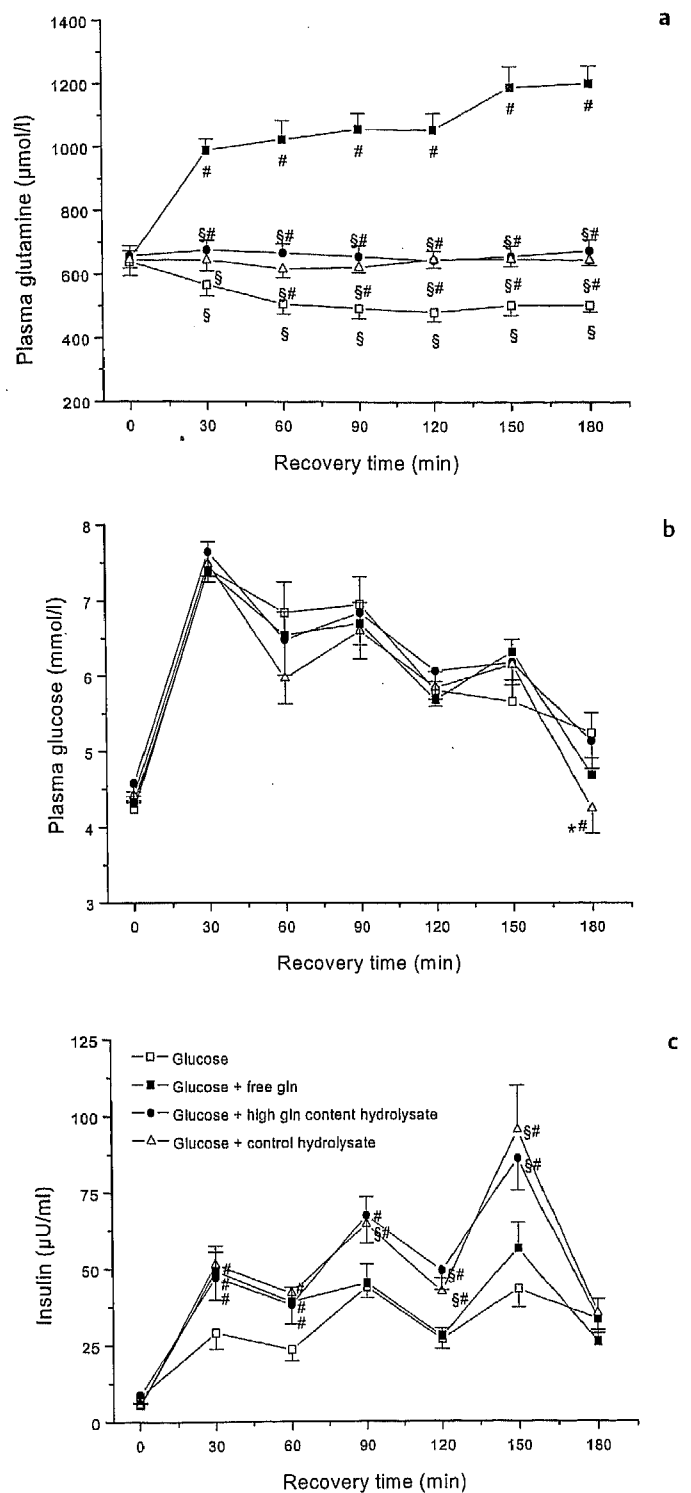 a
1400
1200
1000
800
600
400
200
Plasma glutamine (µmol/l)
# # # # # #
§# §# §# §# §# §#
§ §# §# §# §# §#
§ § § § § §
0 30 60 90 120 150 180
Recovery time (min)
b
8
7
6
5
4
3
Plasma glucose (mmol/l)
*#
0 30 60 90 120 150 180
Recovery time (min)
c
125
100
75
50
25
0
Insulin (µU/ml)
Glucose
Glucose + free gln
Glucose + high gln content hydrolysate
Glucose + control hydrolysate
§#
§#
#
§#
§#
§#
#
#
#
#
#
#
0 30 60 90 120 150 180
Recovery time (min)